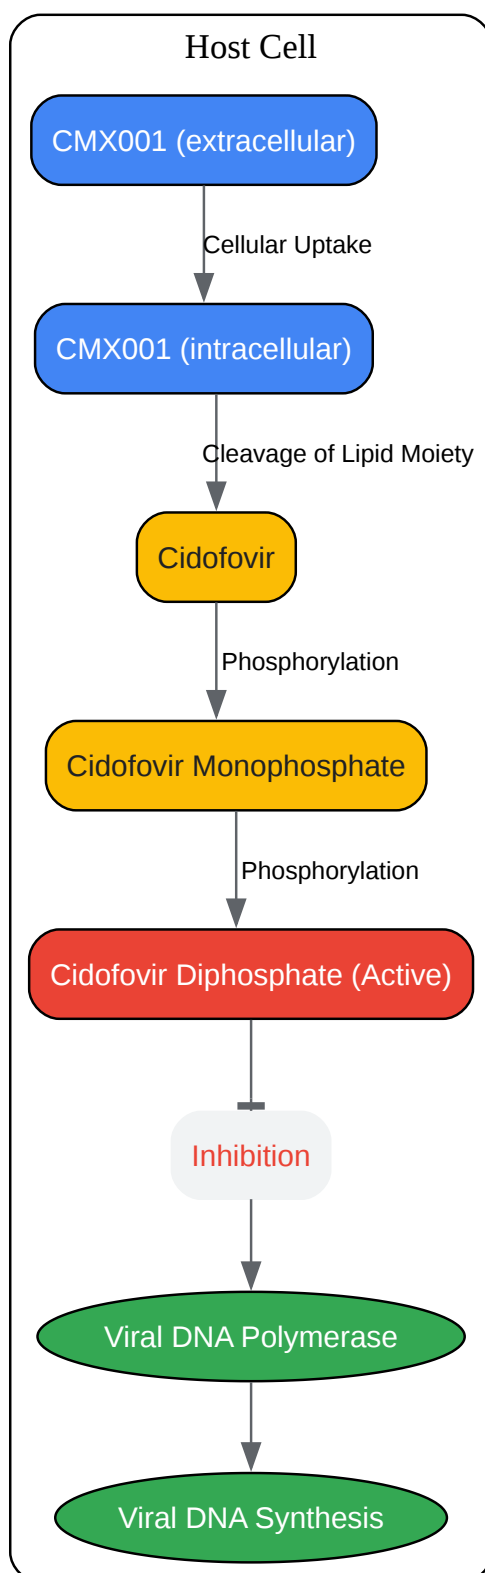 Host Cell
CMX001 (extracellular)
Cellular Uptake
CMX001 (intracellular)
Cleavage of Lipid Moiety
Cidofovir
Phosphorylation
Cidofovir Monophosphate
Phosphorylation
Cidofovir Diphosphate (Active)
Inhibition
Viral DNA Polymerase
Viral DNA Synthesis